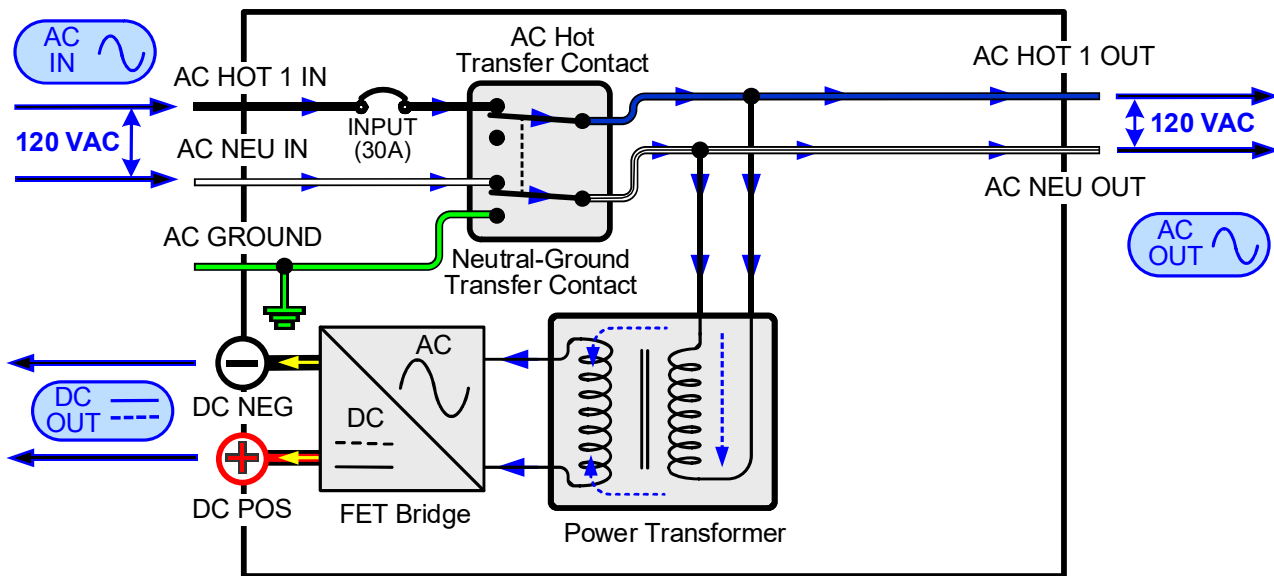 AC
IN
AC HOT 1 IN
120 VAC
AC NEU IN
INPUT
(30A)
AC Hot
Transfer Contact
AC HOT 1 OUT
120 VAC
AC NEU OUT
AC
OUT
AC GROUND
Neutral-Ground
Transfer Contact
DC
OUT
DC NEG
DC POS
AC
DC
FET Bridge
Power Transformer